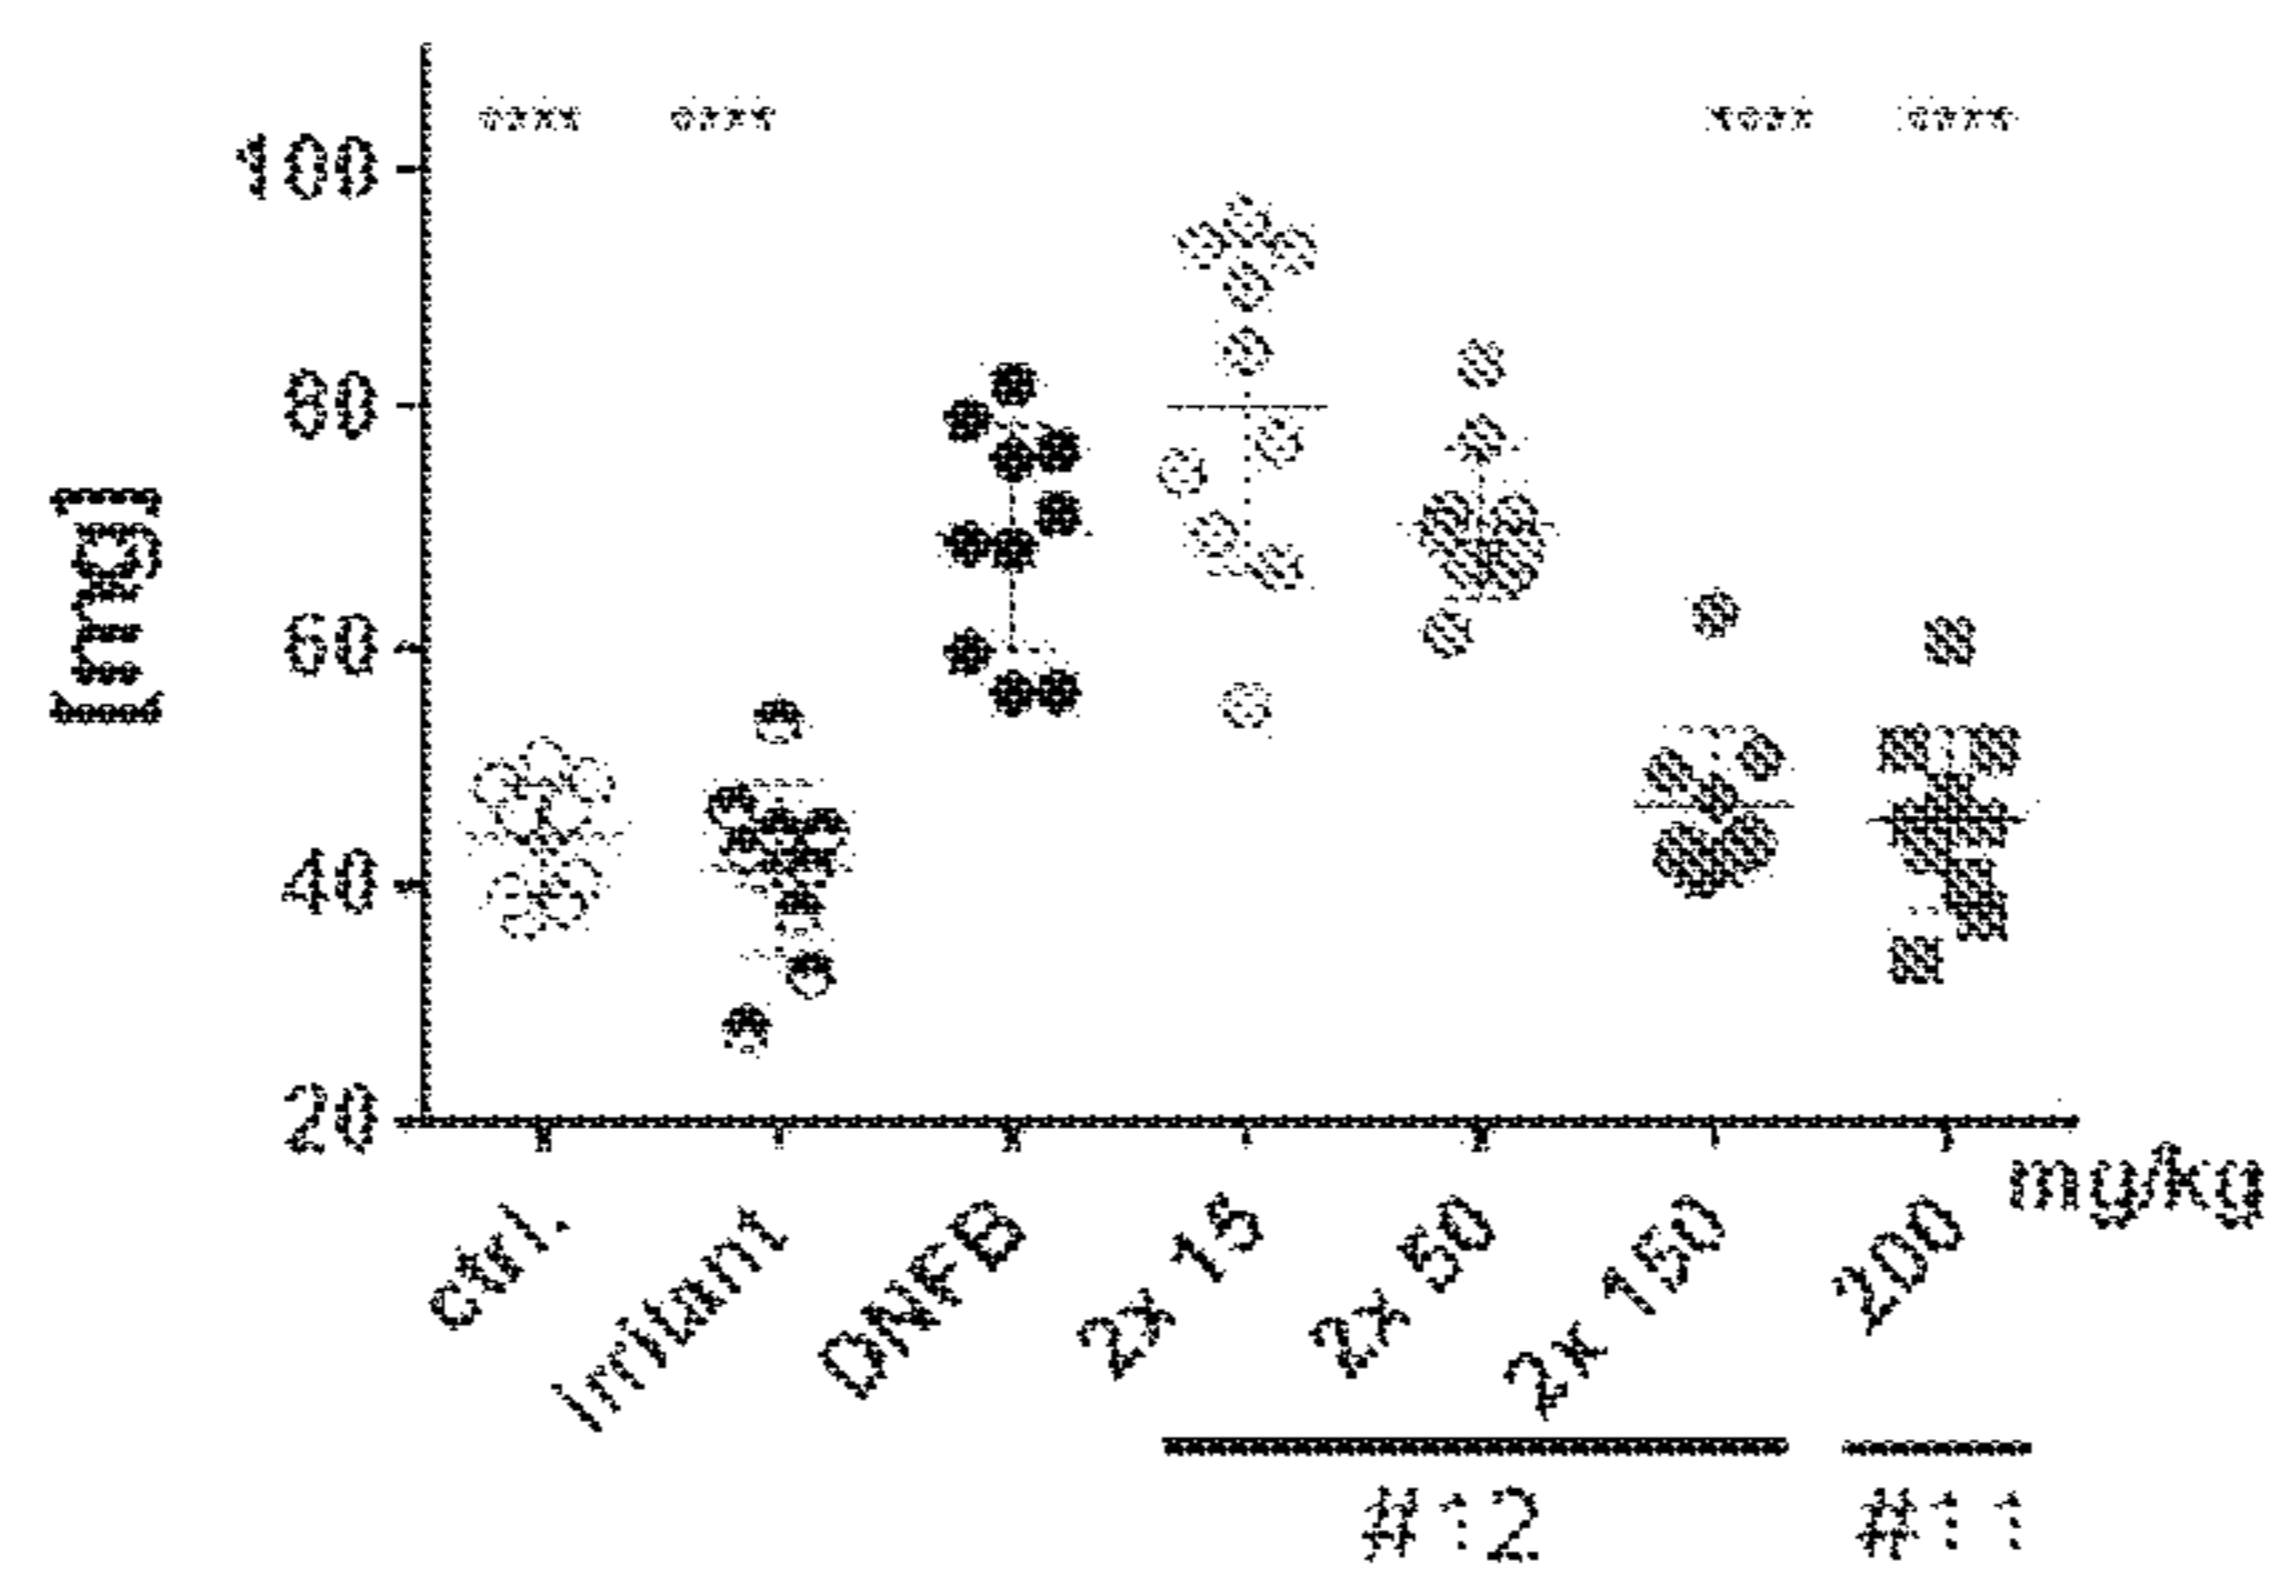 ****  ****  ****  ****
100
80
60
40
20
[mg]
ctrl.
irritant
DNFB
2x 15
2x 50
2x 150
200
mg/kg
#12
#11